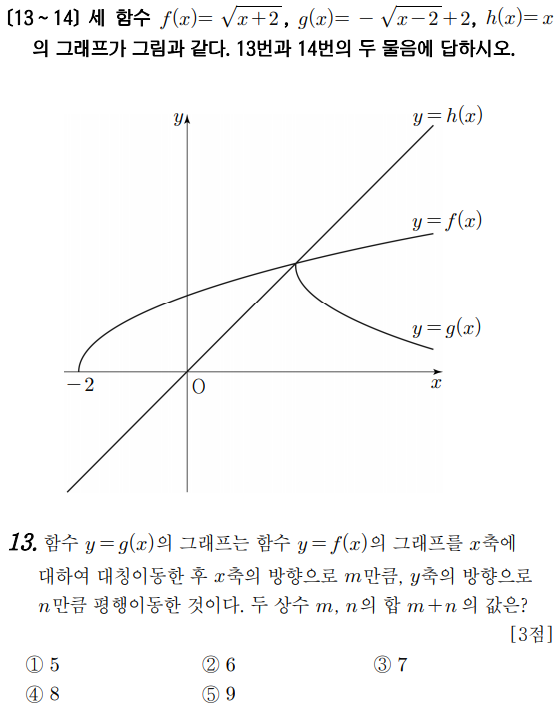 [13~14] 세 함수 f(x)= √(x+2), g(x)= -√(x-2)+2, h(x)=x
의 그래프가 그림과 같다. 13번과 14번의 두 물음에 답하시오.
y
y=h(x)
y=f(x)
y=g(x)
-2
O
x
13. 함수 y=g(x)의 그래프는 함수 y=f(x)의 그래프를 x축에
대하여 대칭이동한 후 x축의 방향으로 m만큼, y축의 방향으로
n만큼 평행이동한 것이다. 두 상수 m, n의 합 m+n의 값은?
[3점]
① 5 ② 6 ③ 7
④ 8 ⑤ 9